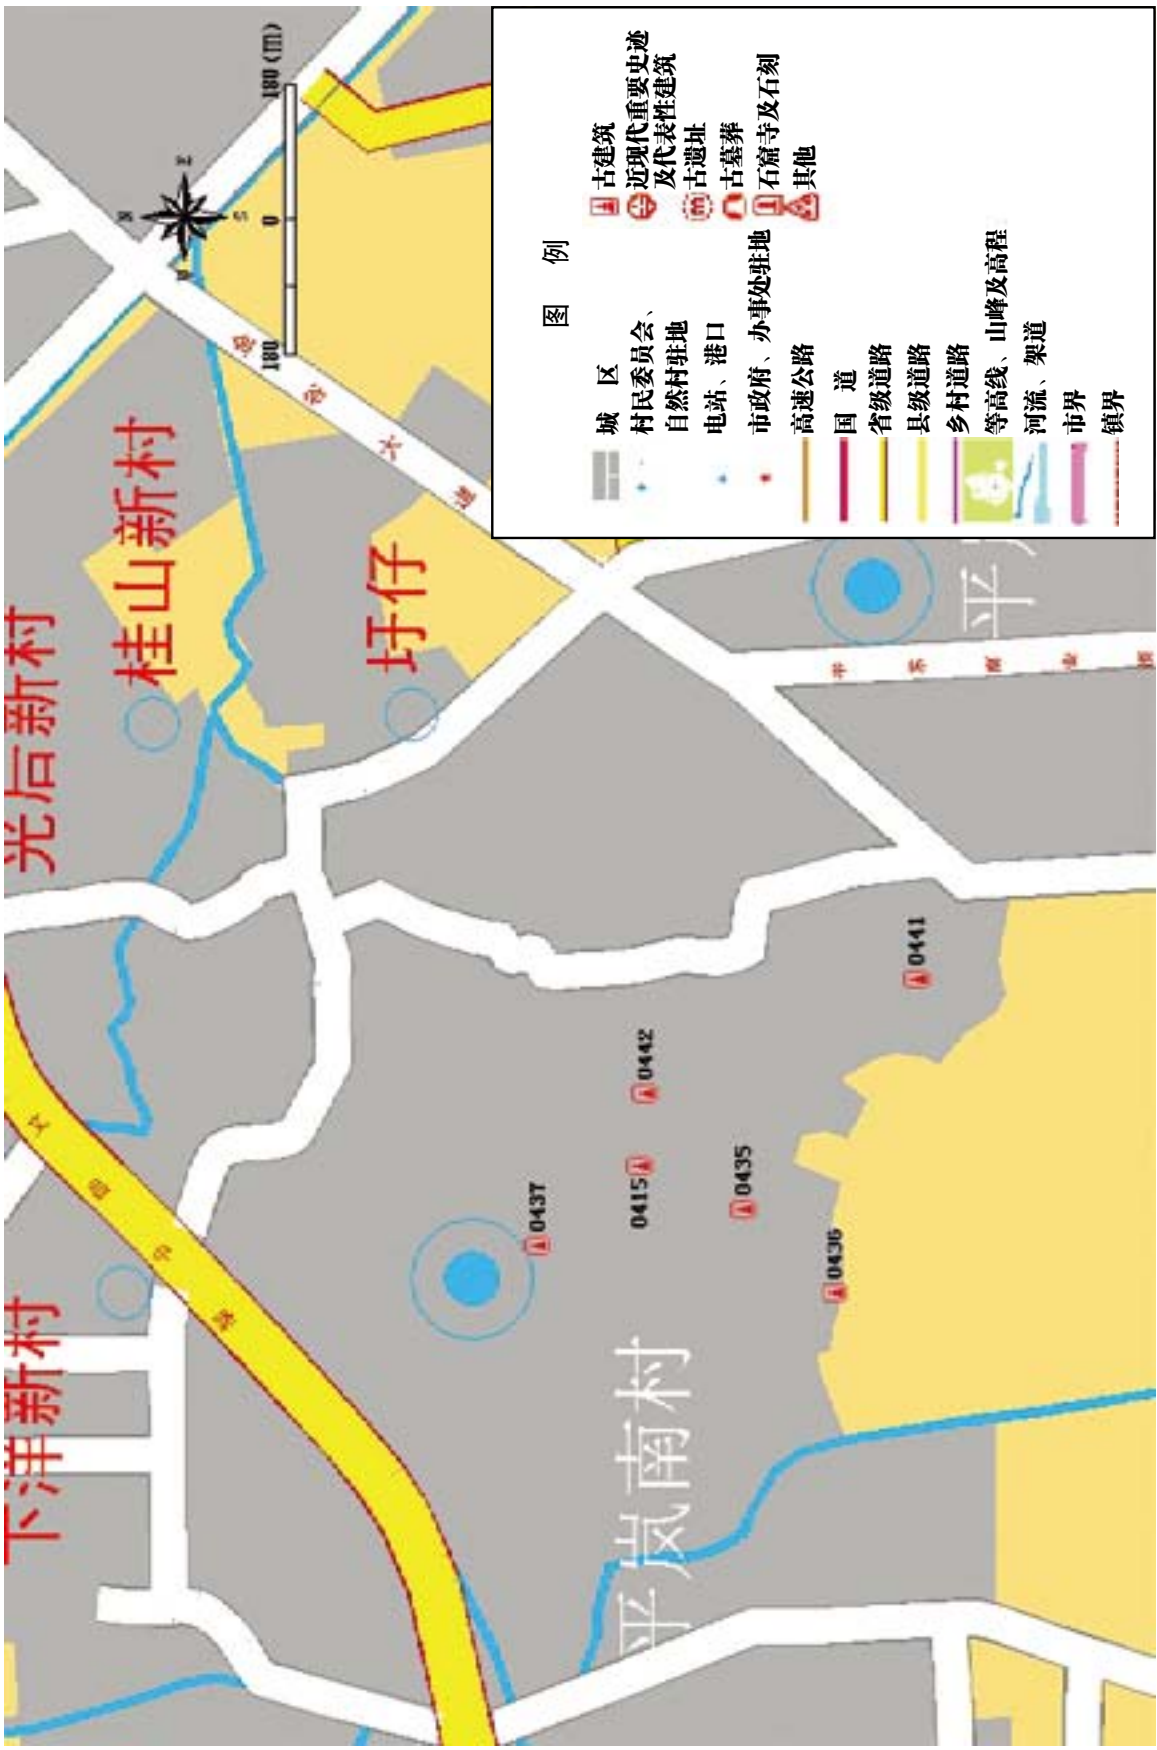 下洋新村
光后新村
桂山新村
圩仔
平岚南村
平
0437
0415
0442
0435
0436
0441
N
E
S
W
180
0
180(m)
图 例
城 区
村民委员会、
自然村驻地
电站、港口
市政府、办事处驻地
高速公路
国 道
省级道路
县级道路
乡村道路
等高线、山峰及高程
河流、渠道
市界
镇界
古建筑
近现代重要史迹
及代表性建筑
古遗址
古墓葬
石窟寺及石刻
其他